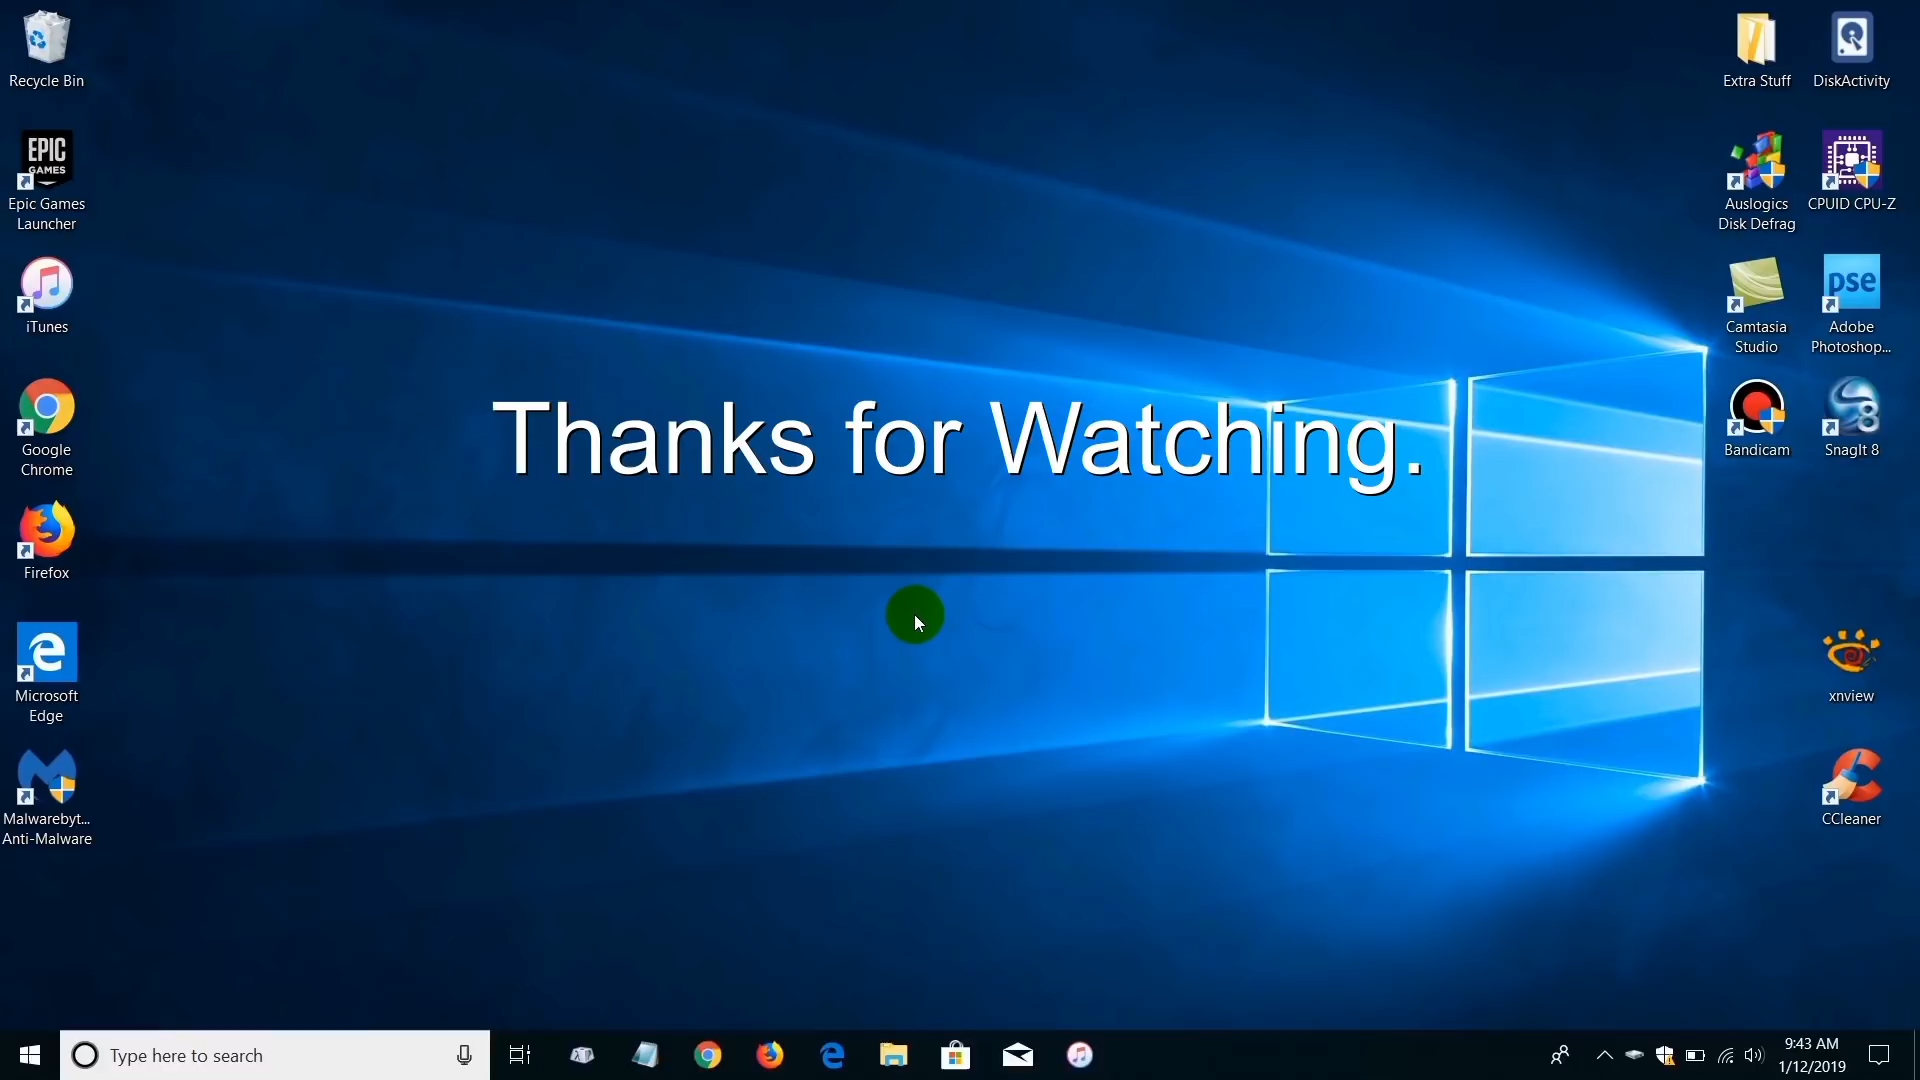 Recycle Bin
EPIC
GAMES
Epic Games
Launcher
iTunes
Google
Chrome
Firefox
Microsoft
Edge
Malwarebyt...
Anti-Malware
Thanks for Watching.
Extra Stuff
DiskActivity
Auslogics
Disk Defrag
CPUID CPU-Z
Camtasia
Studio
pse
Adobe
Photoshop...
Bandicam
8
SnagIt 8
xnview
CCleaner
Type here to search
9:43 AM
1/12/2019